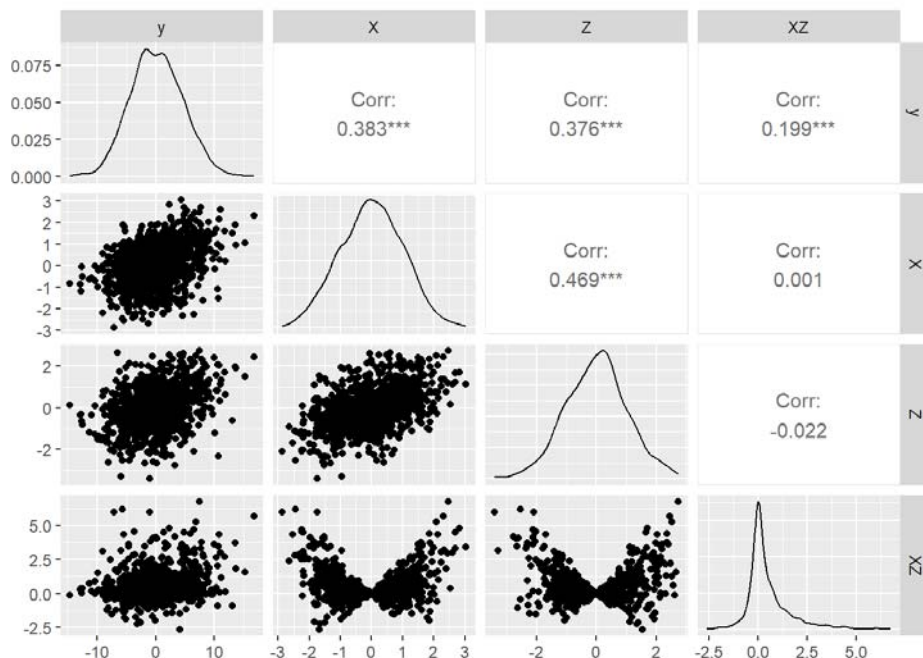 y
X
Z
XZ
0.075
0.050
0.025
0.000
Corr:
0.383***
Corr:
0.376***
Corr:
0.199***
y
3
2
1
0
-1
-2
-3
Corr:
0.469***
Corr:
0.001
X
2
0
-2
Corr:
-0.022
Z
5.0
2.5
0.0
-2.5
XZ
-10 0 10
-3 -2 -1 0 1 2 3
-2 0 2
-2.5 0.0 2.5 5.0